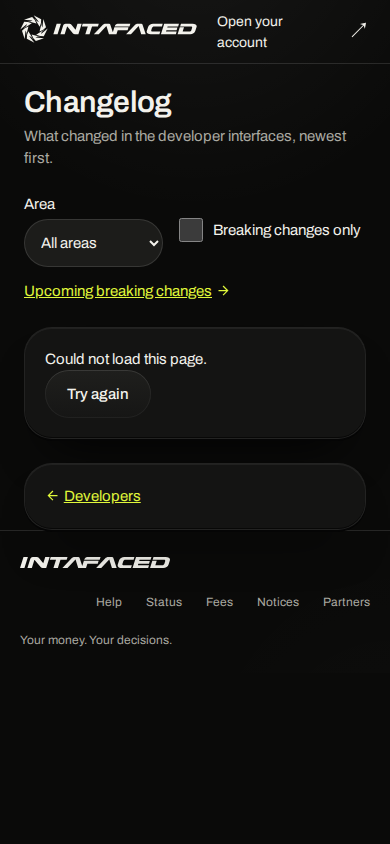 INTAFACED
Open your
account
Changelog
What changed in the developer interfaces, newest
first.
Area
All areas
Breaking changes only
Upcoming breaking changes →
Could not load this page.
Try again
← Developers
INTAFACED
Help Status Fees Notices Partners
Your money. Your decisions.